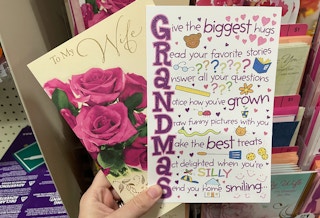 To My Wife
GRANDMAS
Give the biggest hugs
Read your favorite stories
Answer all your questions
Notice how you've grown
Draw funny pictures with you
Make the best treats
Act delighted when you're
SILLY
Send you home smiling...